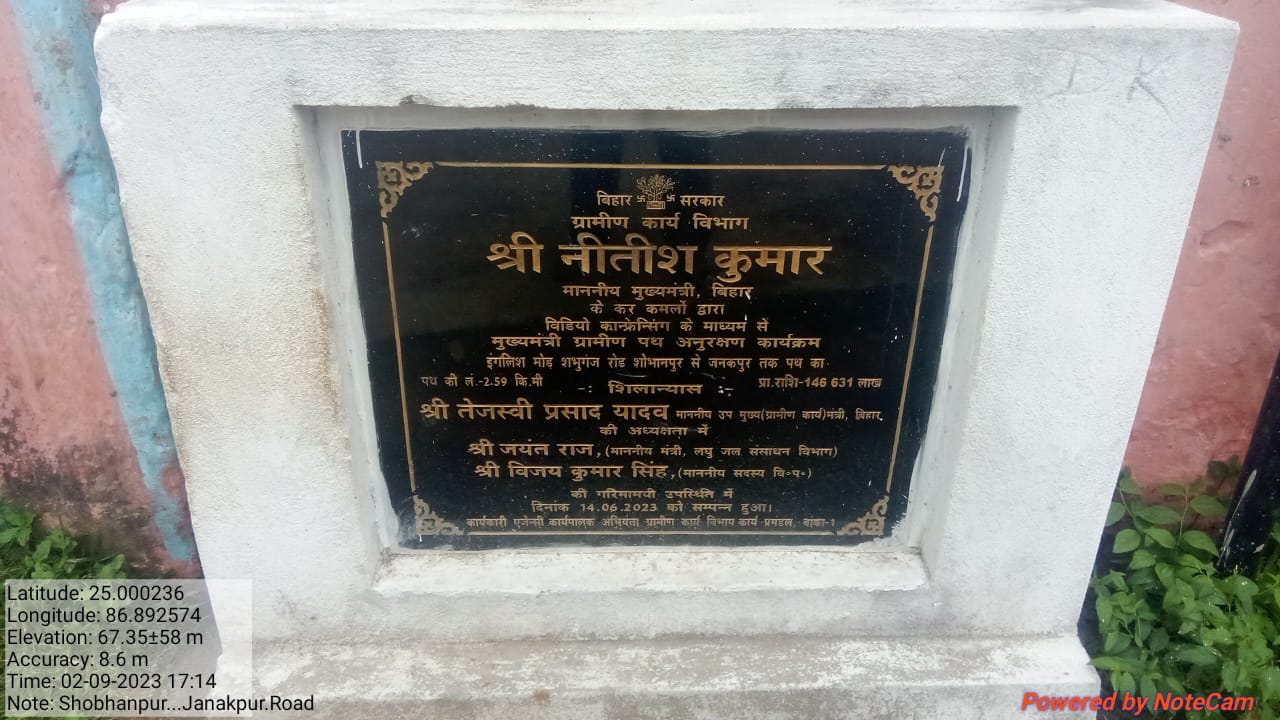 DK
बिहार सरकार
ग्रामीण कार्य विभाग
श्री नीतीश कुमार
माननीय मुख्यमंत्री, बिहार
के कर कमलों द्वारा
विडियो कान्फ्रेन्सिंग के माध्यम से
मुख्यमंत्री ग्रामीण पथ अनुरक्षण कार्यक्रम
इंगलिश मोड़ शभुगंज रोड शोभानपुर से जनकपुर तक पथ का
पथ की लं.-2.59 कि.मी -: शिलान्यास :- प्रा.राशि-146 631 लाख
श्री तेजस्वी प्रसाद यादव माननीय उप मुख्य(ग्रामीण कार्य)मंत्री, बिहार.
की अध्यक्षता में
श्री जयंत राज,(माननीय मंत्री, लघु जल संसाधन विभाग)
श्री विजय कुमार सिंह,(माननीय सदस्य वि॰प॰)
की गरिमामयी उपस्थिति में
दिनांक 14.06.2023 को सम्पन्न हुआ।
कार्यकारी एजेन्सी कार्यपालक अभियंता ग्रामीण कार्य विभाग कार्य प्रमडल, बांका-1
Latitude: 25.000236
Longitude: 86.892574
Elevation: 67.35±58 m
Accuracy: 8.6 m
Time: 02-09-2023 17:14
Note: Shobhanpur...Janakpur.Road
Powered by NoteCam